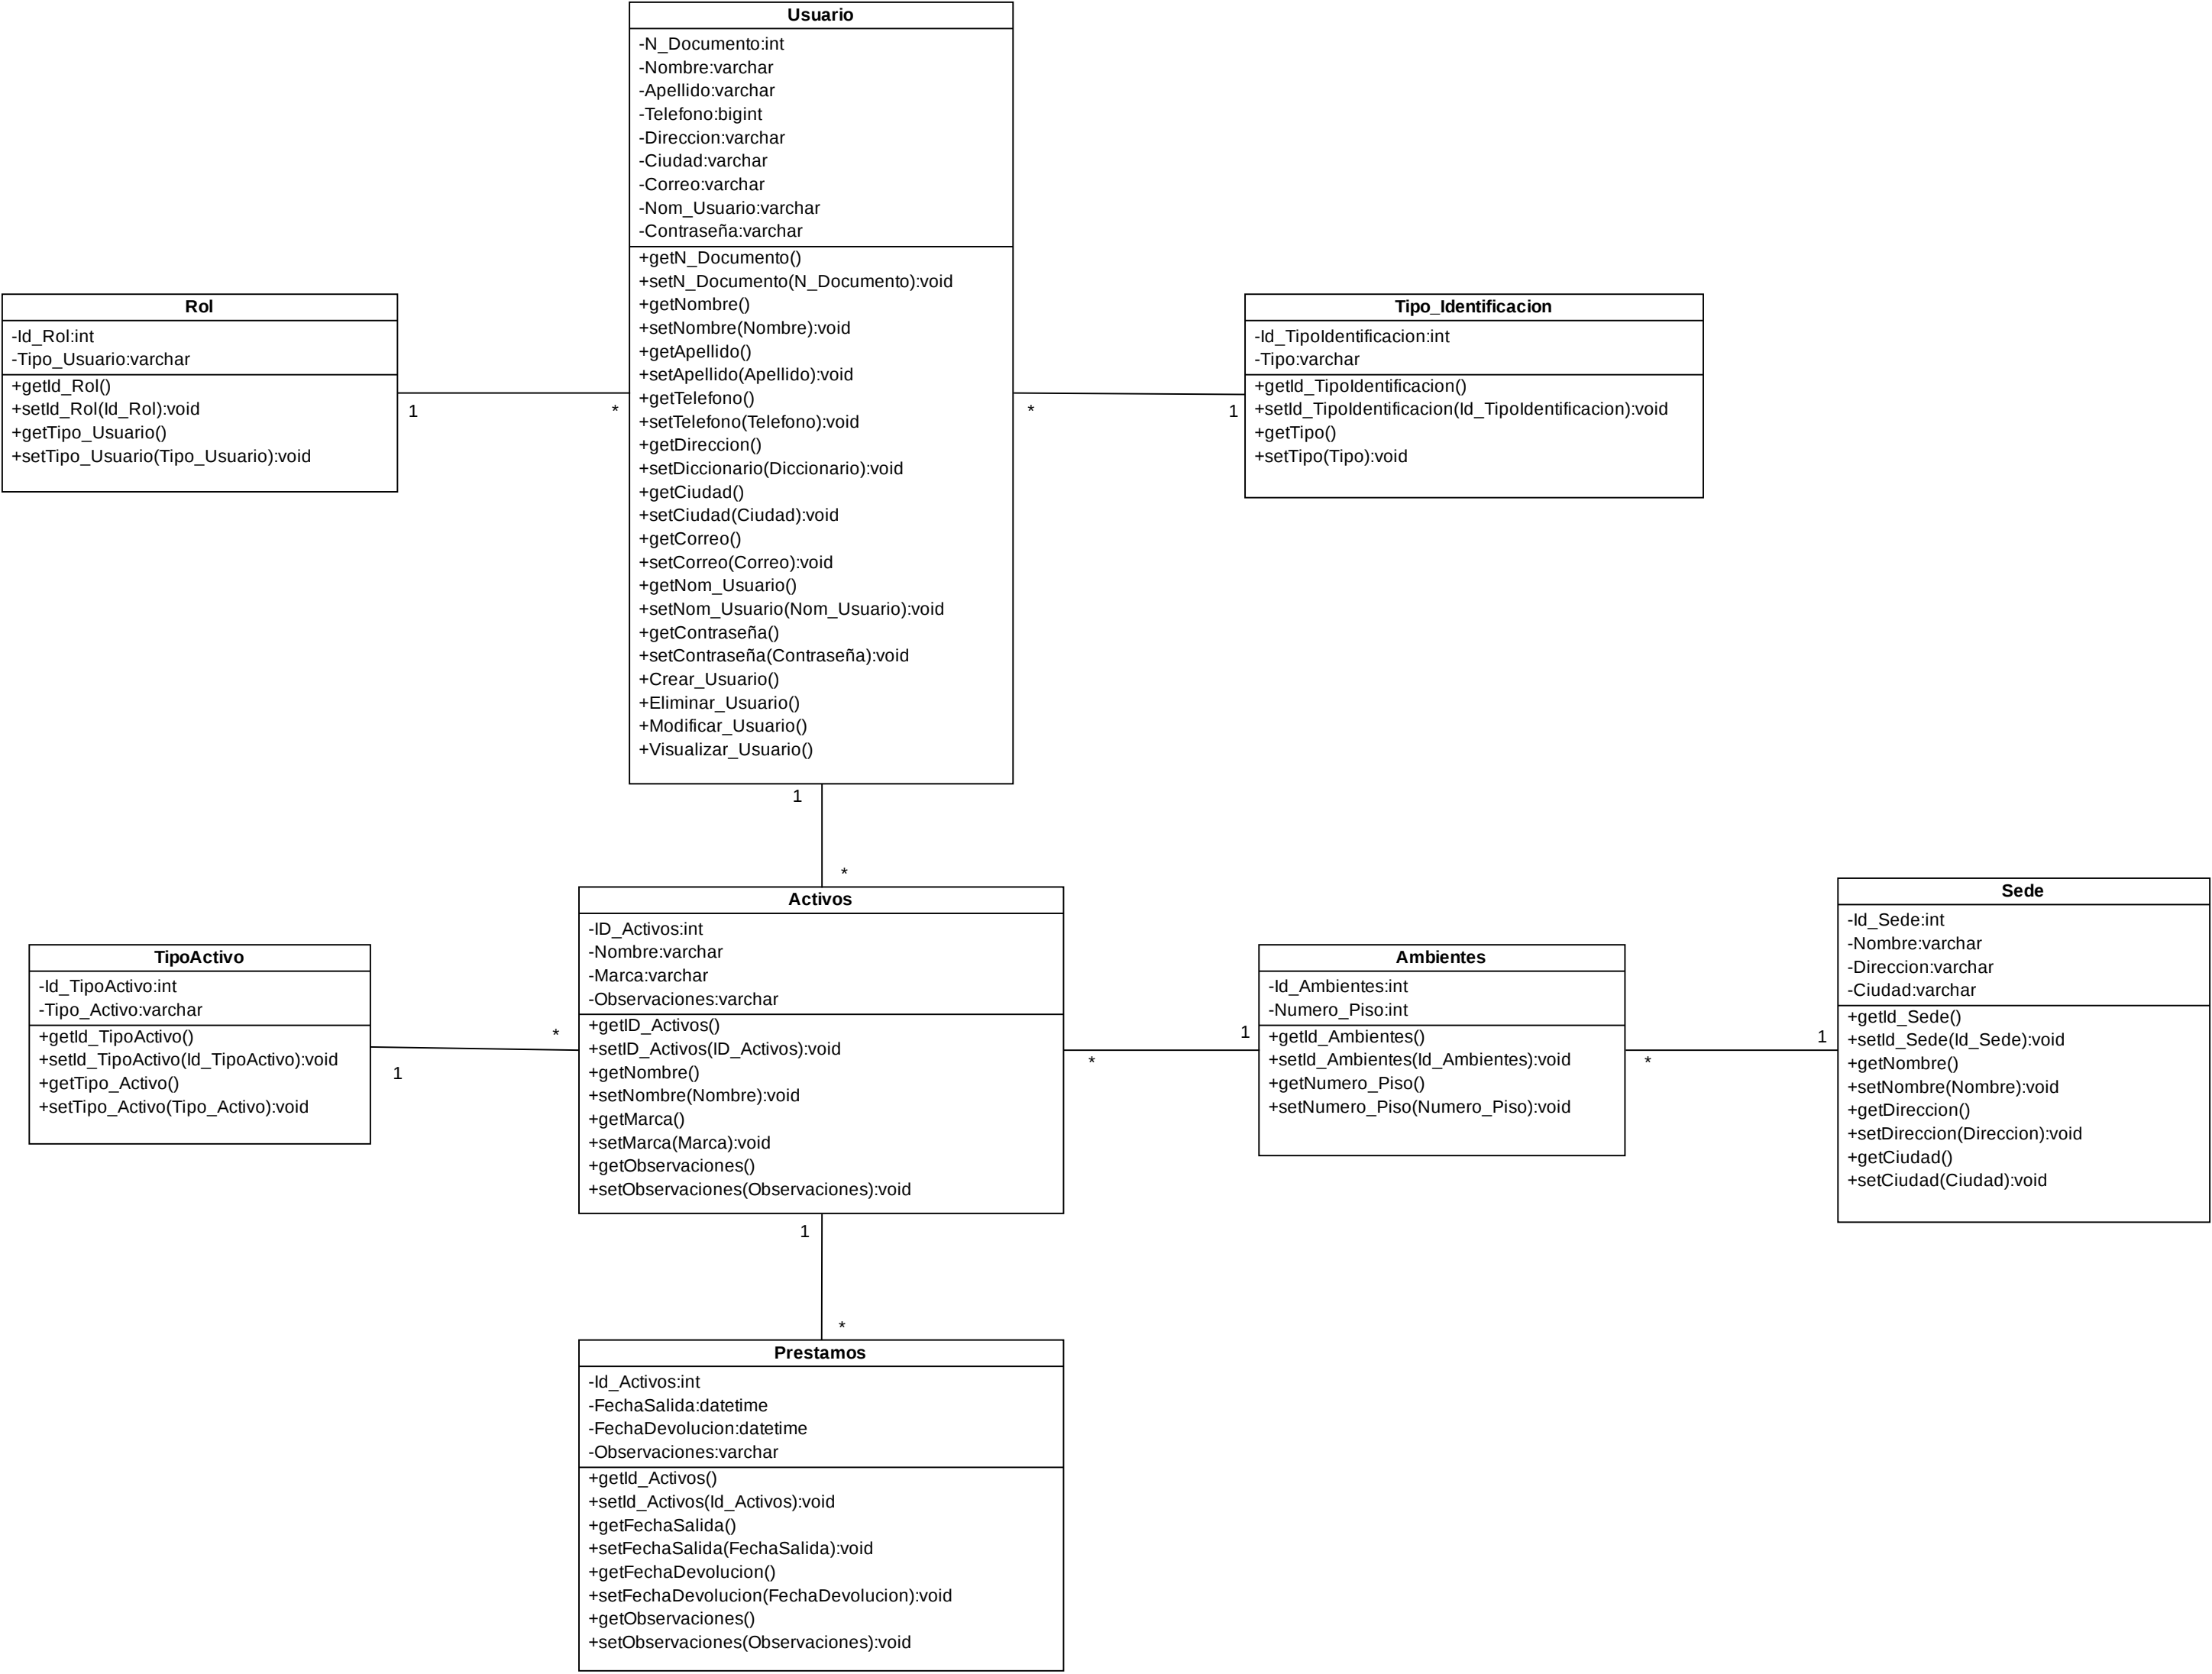 Usuario
-N_Documento:int
-Nombre:varchar
-Apellido:varchar
-Telefono:bigint
-Direccion:varchar
-Ciudad:varchar
-Correo:varchar
-Nom_Usuario:varchar
-Contraseña:varchar
+getN_Documento()
+setN_Documento(N_Documento):void
+getNombre()
+setNombre(Nombre):void
+getApellido()
+setApellido(Apellido):void
+getTelefono()
+setTelefono(Telefono):void
+getDireccion()
+setDiccionario(Diccionario):void
+getCiudad()
+setCiudad(Ciudad):void
+getCorreo()
+setCorreo(Correo):void
+getNom_Usuario()
+setNom_Usuario(Nom_Usuario):void
+getContraseña()
+setContraseña(Contraseña):void
+Crear_Usuario()
+Eliminar_Usuario()
+Modificar_Usuario()
+Visualizar_Usuario()
Rol
-Id_Rol:int
-Tipo_Usuario:varchar
+getId_Rol()
+setId_Rol(Id_Rol):void
+getTipo_Usuario()
+setTipo_Usuario(Tipo_Usuario):void
1
*
*
1
Tipo_Identificacion
-Id_TipoIdentificacion:int
-Tipo:varchar
+getId_TipoIdentificacion()
+setId_TipoIdentificacion(Id_TipoIdentificacion):void
+getTipo()
+setTipo(Tipo):void
1
*
TipoActivo
-Id_TipoActivo:int
-Tipo_Activo:varchar
+getId_TipoActivo()
+setId_TipoActivo(Id_TipoActivo):void
+getTipo_Activo()
+setTipo_Activo(Tipo_Activo):void
1
*
Activos
-ID_Activos:int
-Nombre:varchar
-Marca:varchar
-Observaciones:varchar
+getID_Activos()
+setID_Activos(ID_Activos):void
+getNombre()
+setNombre(Nombre):void
+getMarca()
+setMarca(Marca):void
+getObservaciones()
+setObservaciones(Observaciones):void
*
1
Ambientes
-Id_Ambientes:int
-Numero_Piso:int
+getId_Ambientes()
+setId_Ambientes(Id_Ambientes):void
+getNumero_Piso()
+setNumero_Piso(Numero_Piso):void
*
1
Sede
-Id_Sede:int
-Nombre:varchar
-Direccion:varchar
-Ciudad:varchar
+getId_Sede()
+setId_Sede(Id_Sede):void
+getNombre()
+setNombre(Nombre):void
+getDireccion()
+setDireccion(Direccion):void
+getCiudad()
+setCiudad(Ciudad):void
1
*
Prestamos
-Id_Activos:int
-FechaSalida:datetime
-FechaDevolucion:datetime
-Observaciones:varchar
+getId_Activos()
+setId_Activos(Id_Activos):void
+getFechaSalida()
+setFechaSalida(FechaSalida):void
+getFechaDevolucion()
+setFechaDevolucion(FechaDevolucion):void
+getObservaciones()
+setObservaciones(Observaciones):void